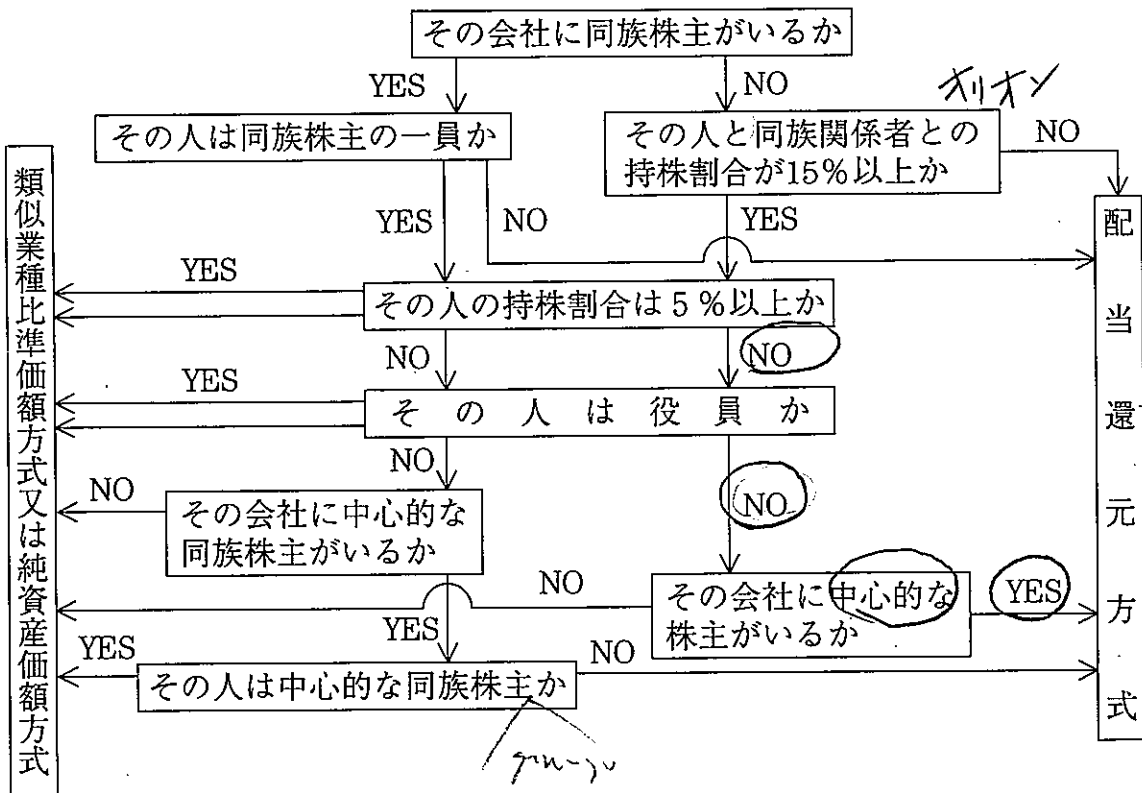 その会社に同族株主がいるか
YES
NO
オリオン
その人は同族株主の一員か
その人と同族関係者との
持株割合が15%以上か
NO
YES
NO
YES
YES
その人の持株割合は5%以上か
NO
NO
YES
その人は役員か
NO
NO
NO
その会社に中心的な
同族株主がいるか
NO
その会社に中心的な
株主がいるか
YES
YES
YES
その人は中心的な同族株主か
NO
類似業種比準価額方式又は純資産価額方式
配当還元方式